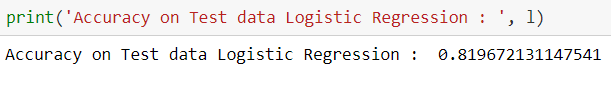 print('Accuracy on Test data Logistic Regression : ', l)
Accuracy on Test data Logistic Regression :  0.819672131147541